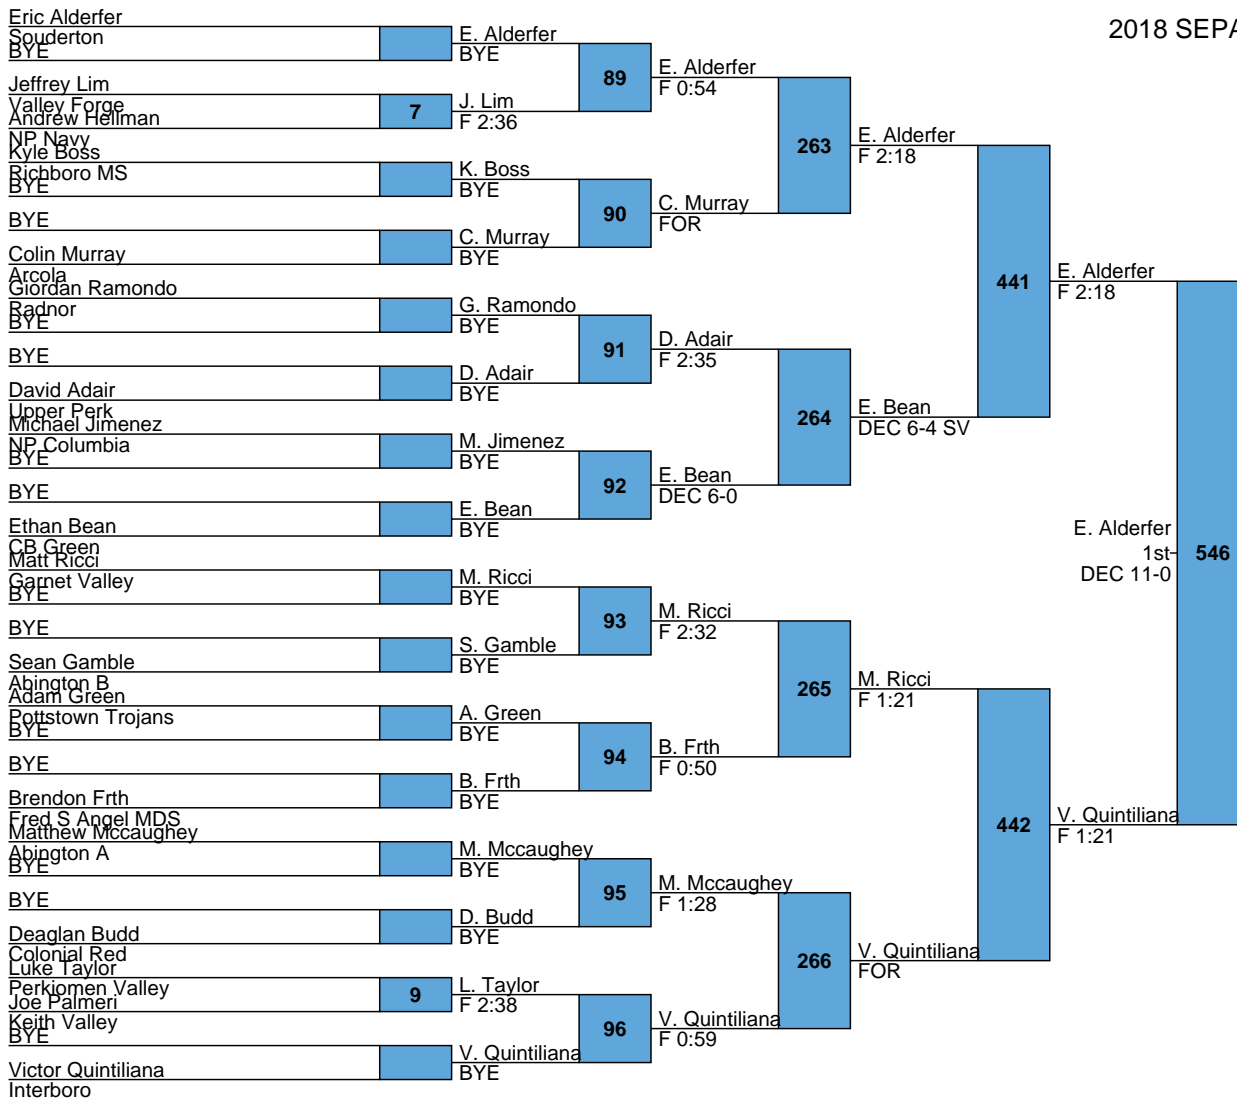 2018 SEPA
Eric Alderfer
Souderton
BYE
Jeffrey Lim
Valley Forge
Andrew Hellman
NP Navy
Kyle Boss
Richboro MS
BYE
BYE
Colin Murray
Arcola
Giordan Ramondo
Radnor
BYE
BYE
David Adair
Upper Perk
Michael Jimenez
NP Columbia
BYE
BYE
Ethan Bean
CB Green
Matt Ricci
Garnet Valley
BYE
BYE
Sean Gamble
Abington B
Adam Green
Pottstown Trojans
BYE
BYE
Brendon Frth
Fred S Angel MDS
Matthew Mccaughey
Abington A
BYE
BYE
Deaglan Budd
Colonial Red
Luke Taylor
Perkiomen Valley
Joe Palmeri
Keith Valley
BYE
Victor Quintiliana
Interboro
7
9
E. Alderfer
BYE
J. Lim
F 2:36
K. Boss
BYE
C. Murray
BYE
G. Ramondo
BYE
D. Adair
BYE
M. Jimenez
BYE
E. Bean
BYE
M. Ricci
BYE
S. Gamble
BYE
A. Green
BYE
B. Frth
BYE
M. Mccaughey
BYE
D. Budd
BYE
L. Taylor
F 2:38
V. Quintiliana
BYE
89
90
91
92
93
94
95
96
E. Alderfer
F 0:54
C. Murray
FOR
D. Adair
F 2:35
E. Bean
DEC 6-0
M. Ricci
F 2:32
B. Frth
F 0:50
M. Mccaughey
F 1:28
V. Quintiliana
F 0:59
263
264
265
266
E. Alderfer
F 2:18
E. Bean
DEC 6-4 SV
M. Ricci
F 1:21
V. Quintiliana
FOR
441
442
E. Alderfer
F 2:18
V. Quintiliana
F 1:21
E. Alderfer
1st
DEC 11-0
546